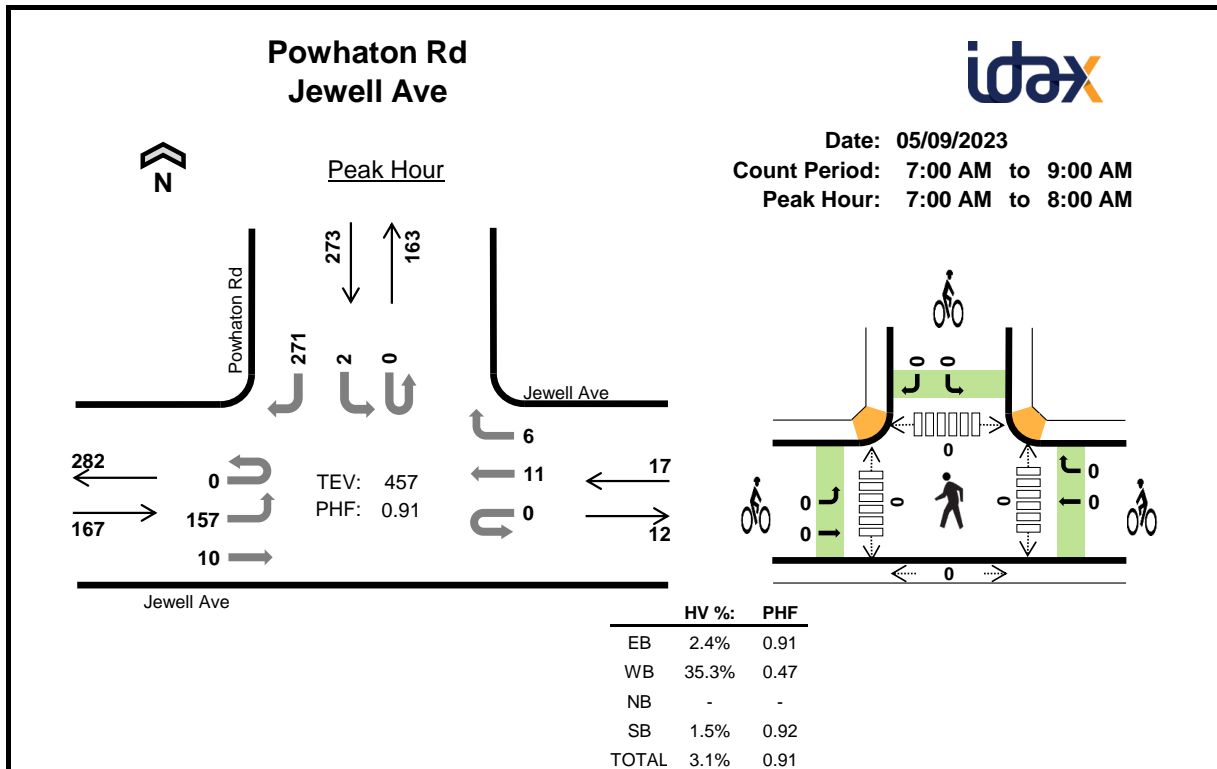 Powhaton Rd
Jewell Ave
idax
Date: 05/09/2023
Count Period: 7:00 AM to 9:00 AM
Peak Hour: 7:00 AM to 8:00 AM
N
Peak Hour
273
163
Powhaton Rd
271
2
0
Jewell Ave
6
11
0
17
12
282
167
0
157
10
TEV: 457
PHF: 0.91
Jewell Ave
0
0
0
0
0
0
0
0
0
0
HV %: PHF
EB 2.4% 0.91
WB 35.3% 0.47
NB - -
SB 1.5% 0.92
TOTAL 3.1% 0.91